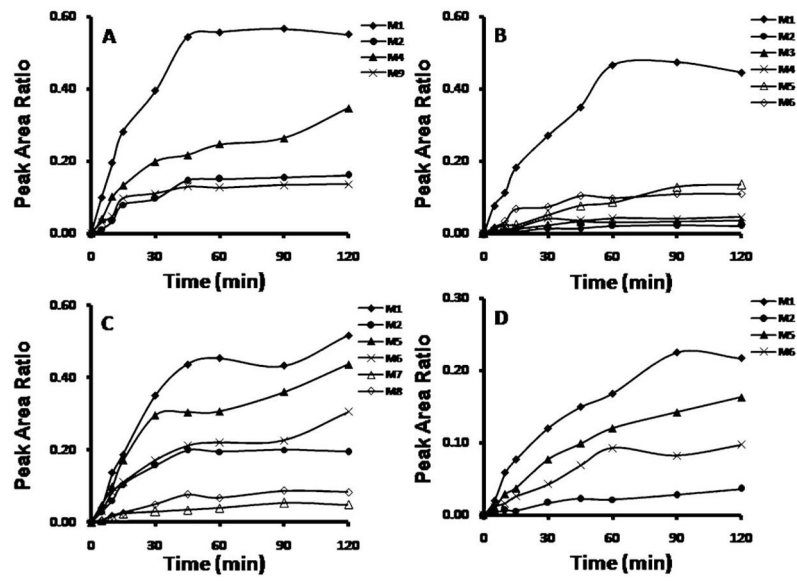 A
Peak Area Ratio
0.60
0.40
0.20
0.00
0 30 60 90 120
Time (min)
M1
M2
M4
M9
B
Peak Area Ratio
0.60
0.40
0.20
0.00
0 30 60 90 120
Time (min)
M1
M2
M3
M4
M5
M6
C
Peak Area Ratio
0.60
0.40
0.20
0.00
0 30 60 90 120
Time (min)
M1
M2
M5
M6
M7
M8
D
Peak Area Ratio
0.30
0.20
0.10
0.00
0 30 60 90 120
Time (min)
M1
M2
M5
M6